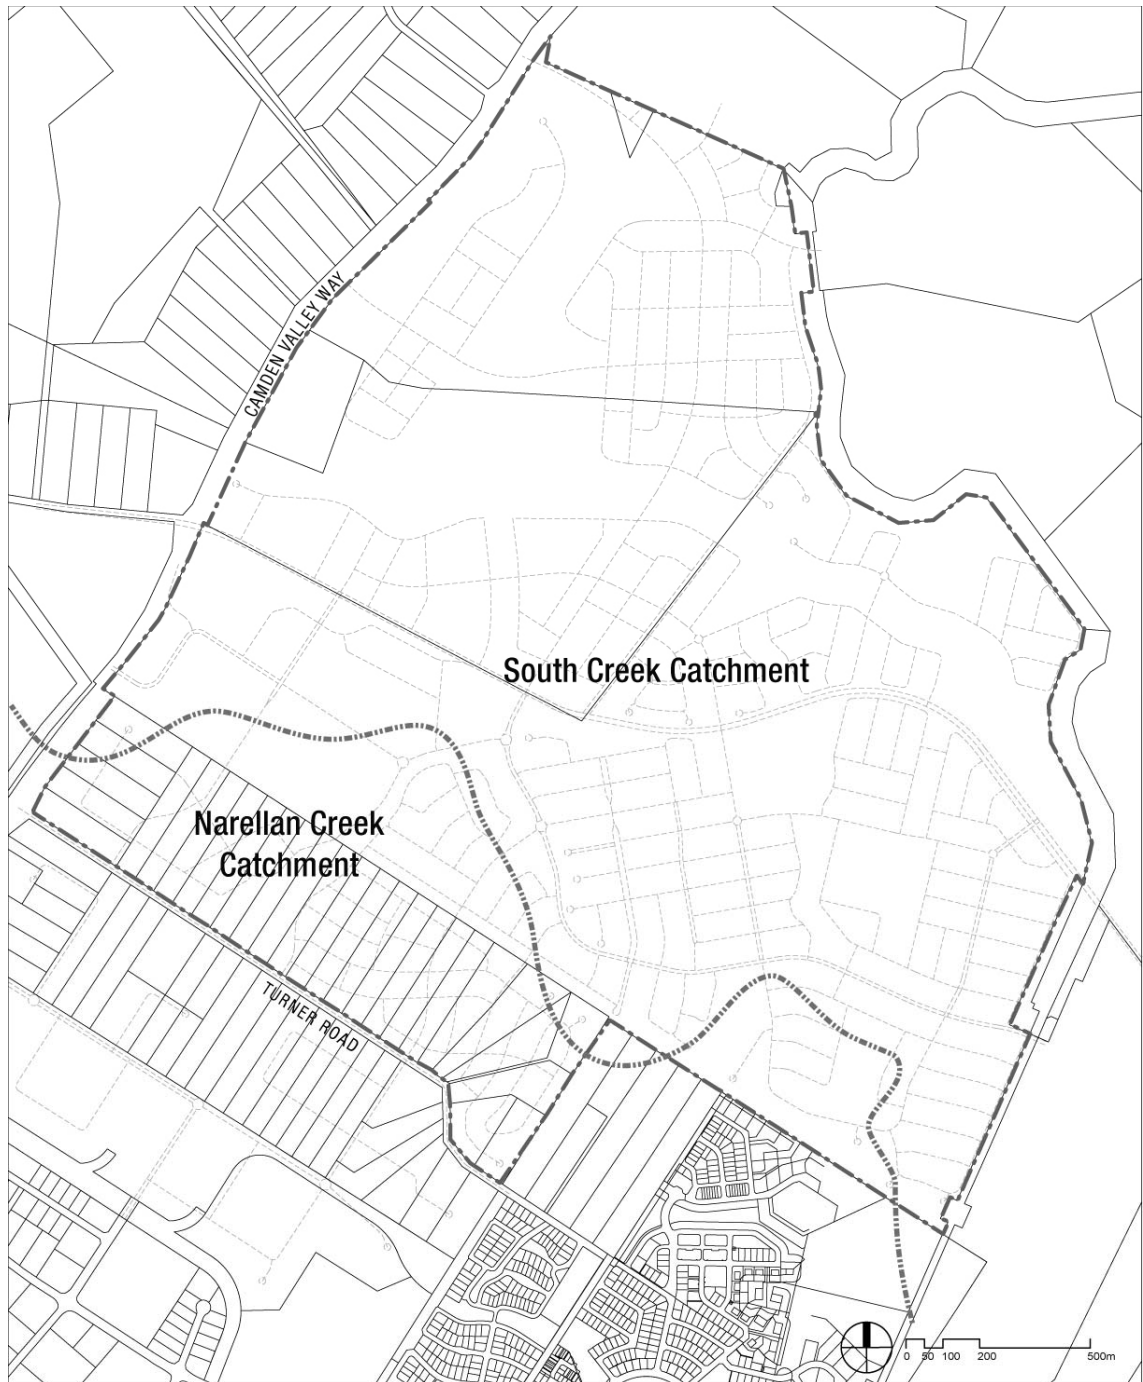 CAMDEN VALLEY WAY
South Creek Catchment
Narellan Creek
Catchment
TURNER ROAD
0 50 100 200 500m